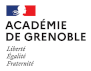 ACADÉMIE
DE GRENOBLE
Liberté
Égalité
Fraternité